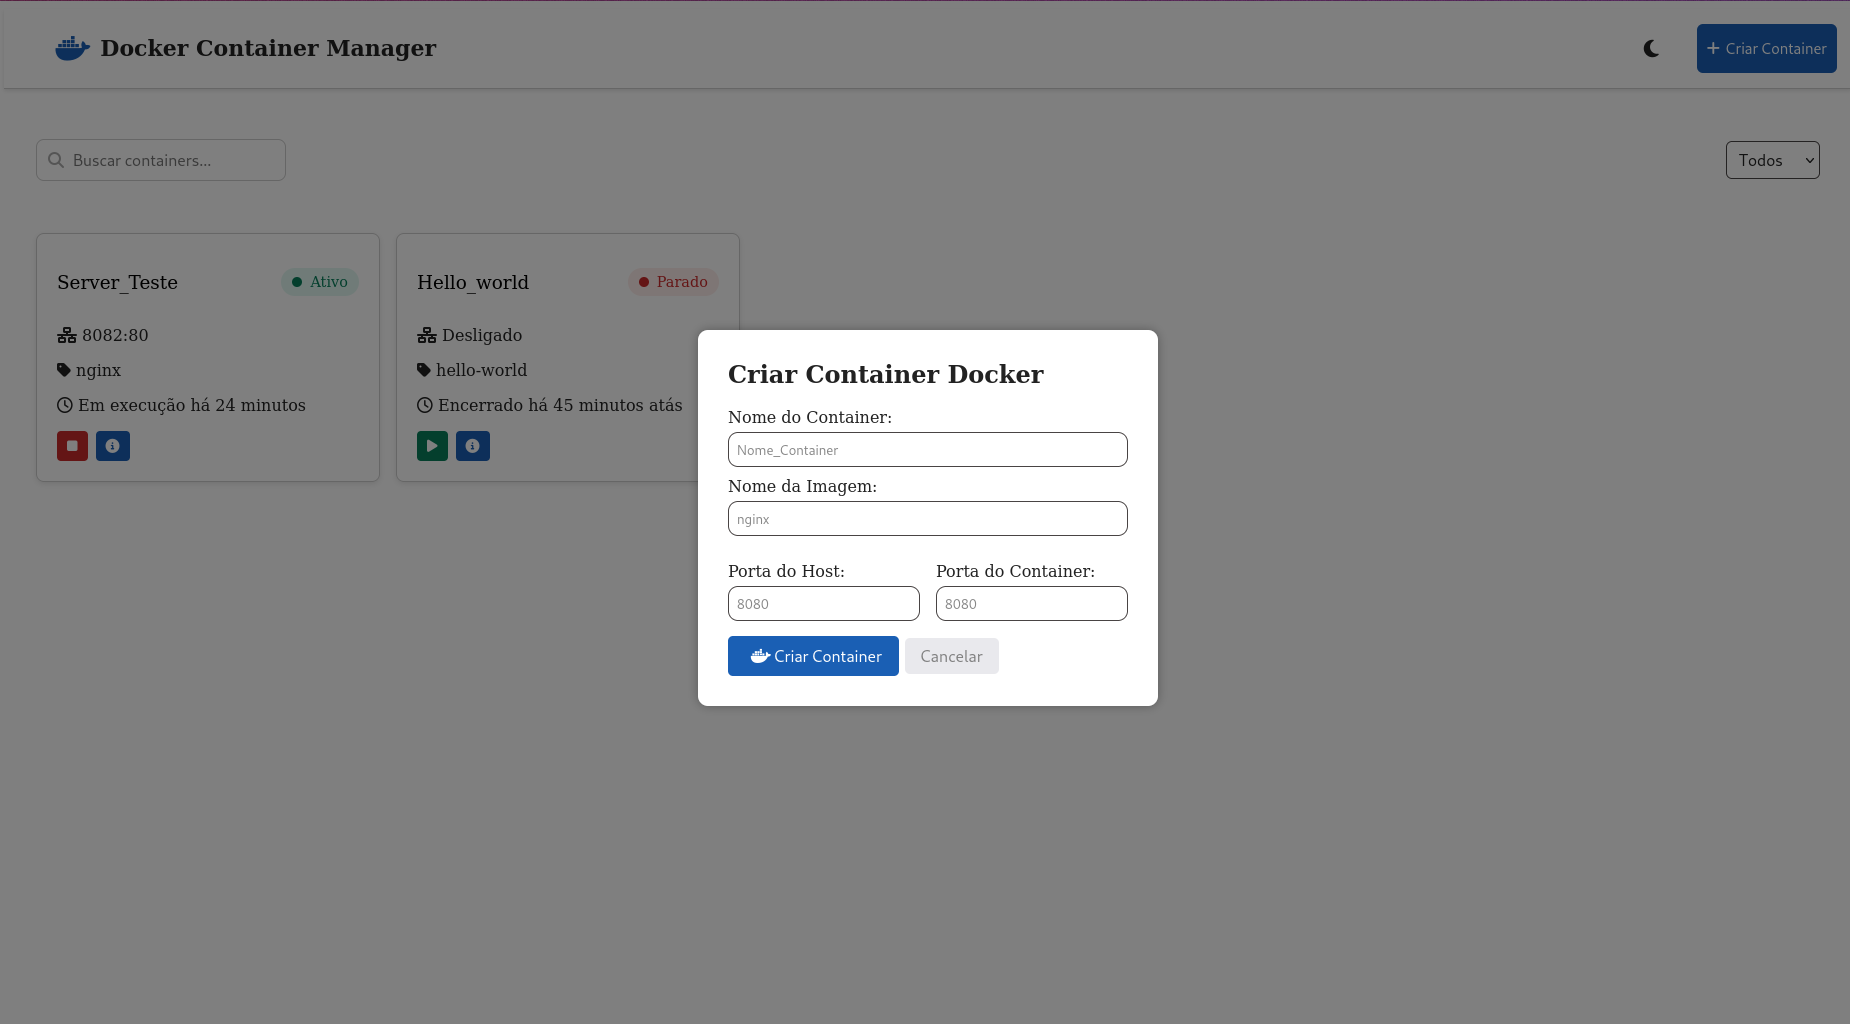 Docker Container Manager
Criar Container
Buscar containers...
Todos
Server_Teste
Ativo
8082:80
nginx
Em execução há 24 minutos
Hello_world
Parado
Desligado
hello-world
Encerrado há 45 minutos atás
Criar Container Docker
Nome do Container:
Nome_Container
Nome da Imagem:
nginx
Porta do Host:
Porta do Container:
8080
8080
Criar Container
Cancelar